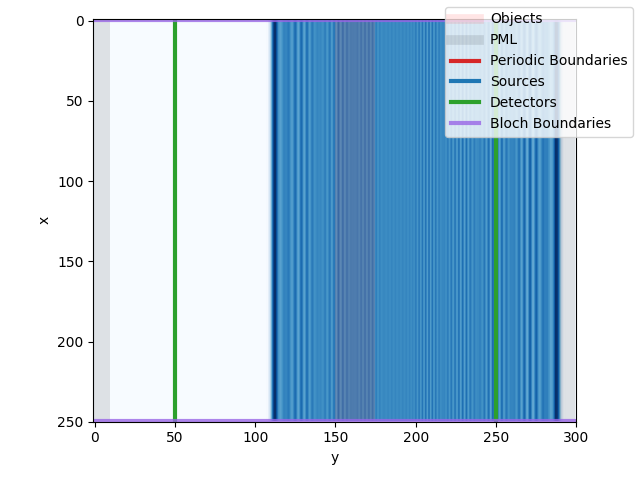 Objects
PML
Periodic Boundaries
Sources
Detectors
Bloch Boundaries
0
50
100
150
200
250
x
0
50
100
150
200
250
300
y